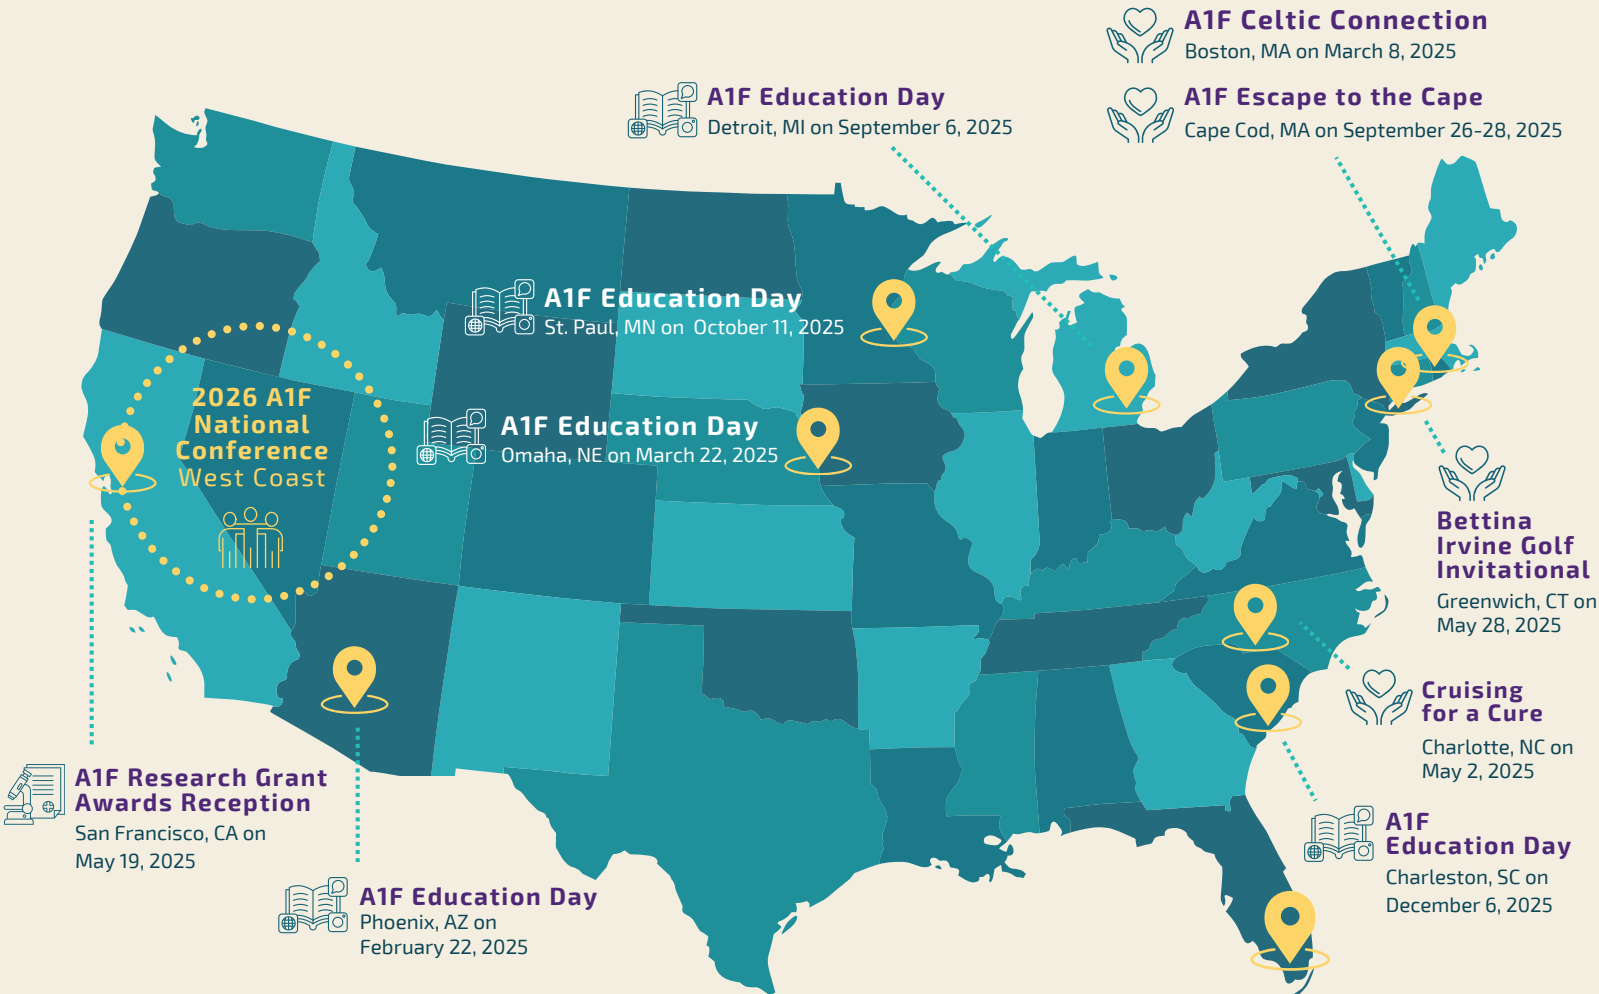 A1F Celtic Connection
Boston, MA on March 8, 2025
A1F Education Day
Detroit, MI on September 6, 2025
A1F Escape to the Cape
Cape Cod, MA on September 26-28, 2025
A1F Education Day
St. Paul, MN on October 11, 2025
2026 A1F
National
Conference
West Coast
A1F Education Day
Omaha, NE on March 22, 2025
Bettina
Irvine Golf
Invitational
Greenwich, CT on
May 28, 2025
Cruising
for a Cure
Charlotte, NC on
May 2, 2025
A1F Research Grant
Awards Reception
San Francisco, CA on
May 19, 2025
A1F
Education Day
Charleston, SC on
December 6, 2025
A1F Education Day
Phoenix, AZ on
February 22, 2025